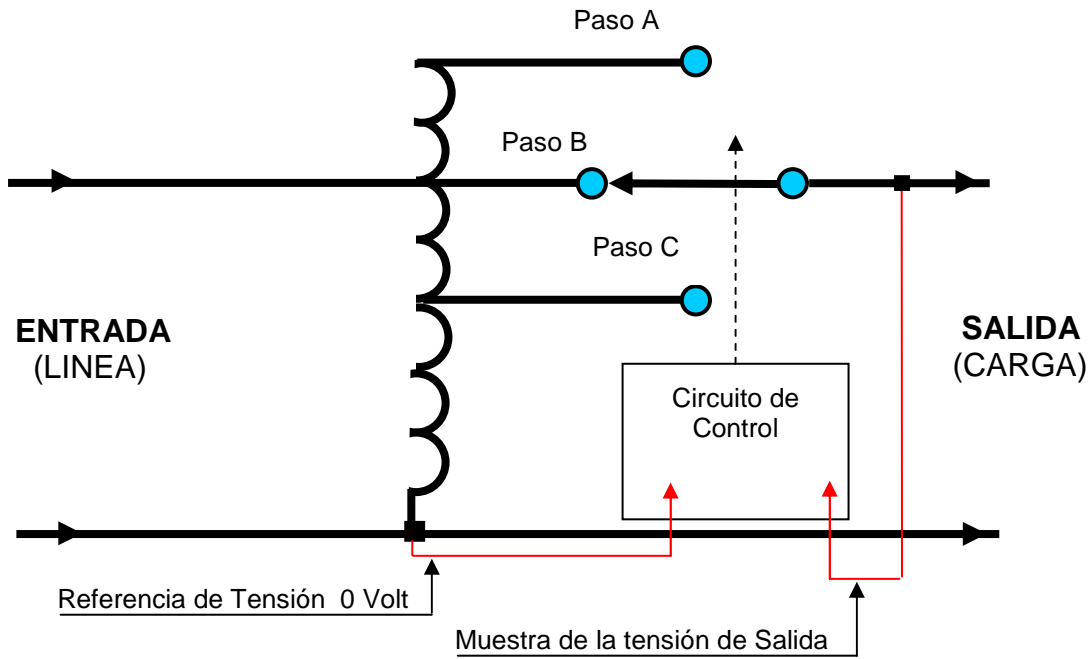 Paso A
Paso B
Paso C
ENTRADA
(LINEA)
SALIDA
(CARGA)
Circuito de
Control
Referencia de Tensión 0 Volt
Muestra de la tensión de Salida